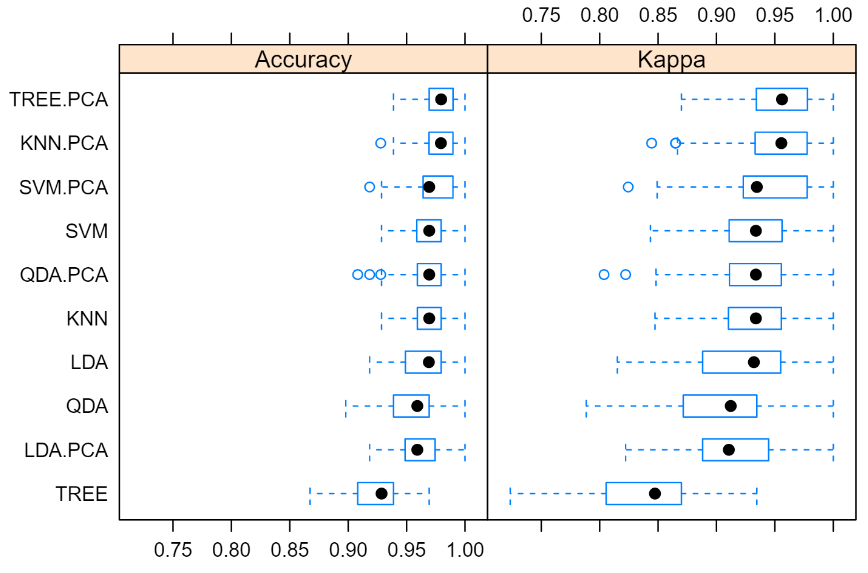 0.75 0.80 0.85 0.90 0.95 1.00
Accuracy Kappa
TREE.PCA
KNN.PCA
SVM.PCA
SVM
QDA.PCA
KNN
LDA
QDA
LDA.PCA
TREE
0.75 0.80 0.85 0.90 0.95 1.00